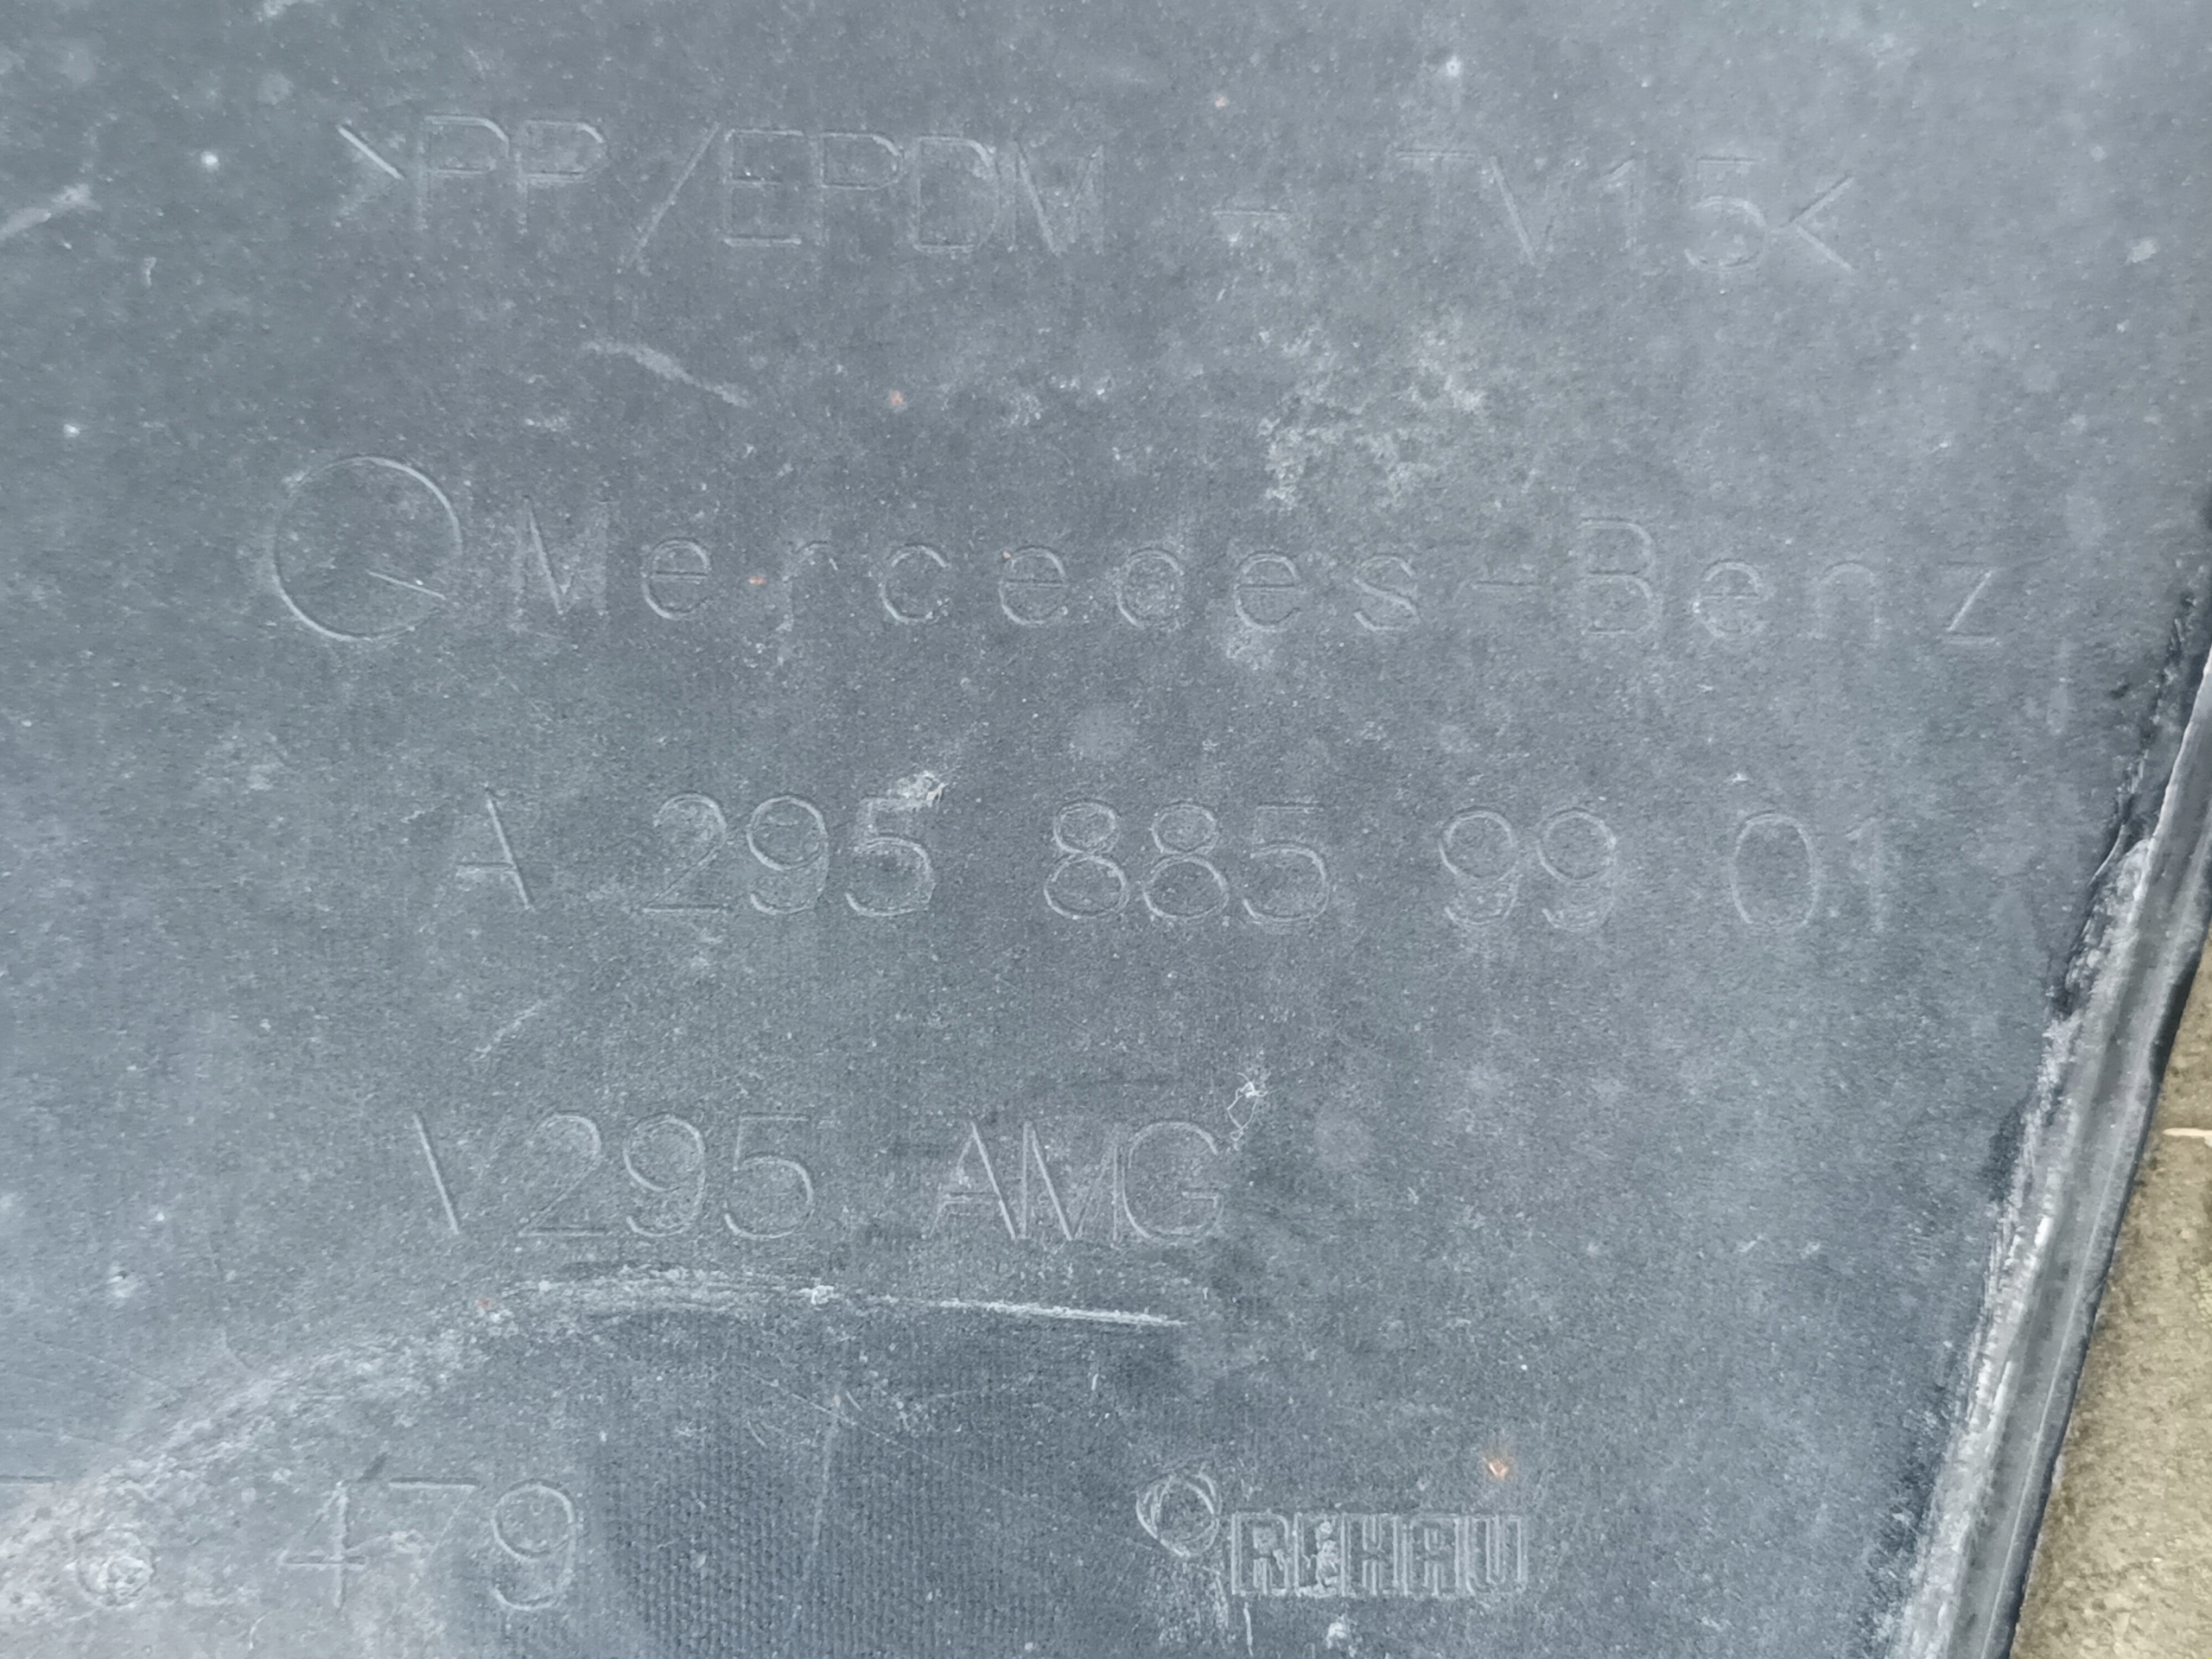 >PP/EPDM - TV15<
Mercedes-Benz
A 295 885 99 01
V295 AMG
479
REHAU